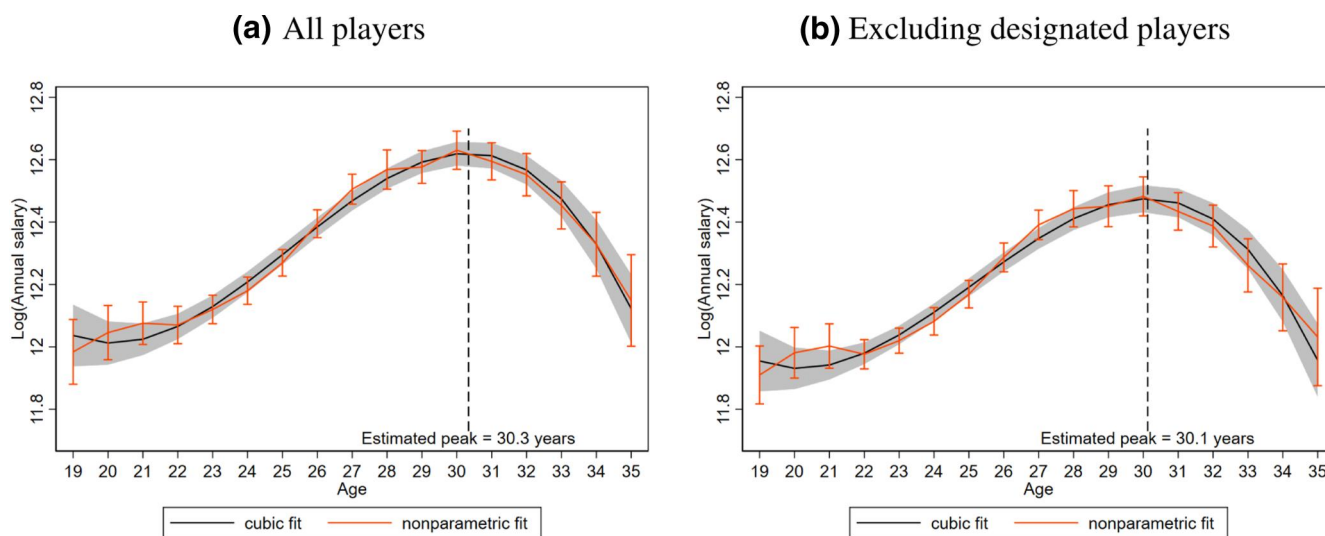 (a) All players
12.8
12.6
12.4
12.2
12
11.8
Log(Annual salary)
Estimated peak = 30.3 years
19 20 21 22 23 24 25 26 27 28 29 30 31 32 33 34 35
Age
cubic fit nonparametric fit
(b) Excluding designated players
12.8
12.6
12.4
12.2
12
11.8
Log(Annual salary)
Estimated peak = 30.1 years
19 20 21 22 23 24 25 26 27 28 29 30 31 32 33 34 35
Age
cubic fit nonparametric fit